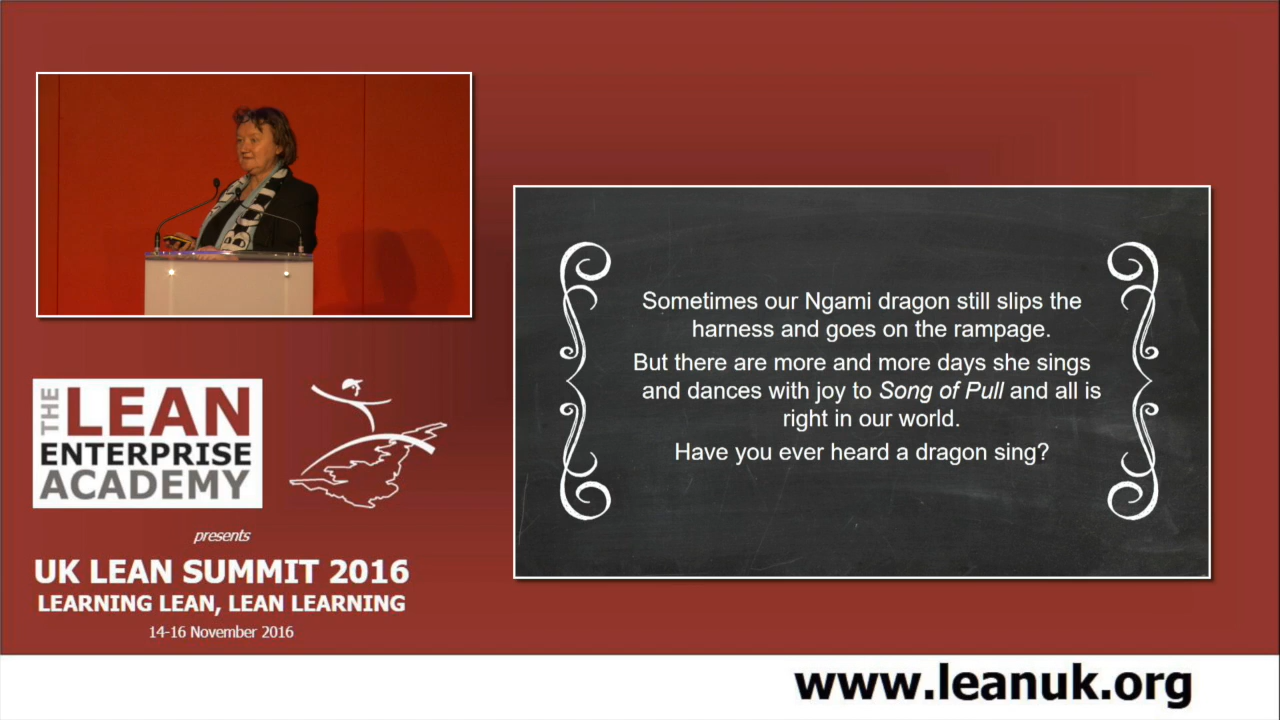 THE
LEAN
ENTERPRISE
ACADEMY
presents
UK LEAN SUMMIT 2016
LEARNING LEAN, LEAN LEARNING
14-16 November 2016
Sometimes our Ngami dragon still slips the
harness and goes on the rampage.
But there are more and more days she sings
and dances with joy to Song of Pull and all is
right in our world.
Have you ever heard a dragon sing?
www.leanuk.org